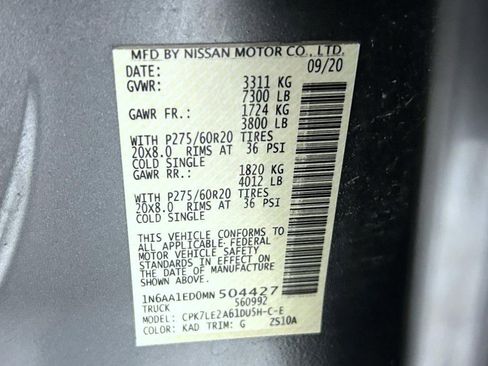 MFD BY NISSAN MOTOR CO., LTD.
DATE: 09/20
GVWR: 3311 KG
7300 LB
GAWR FR.: 1724 KG
3800 LB
WITH P275/60R20 TIRES
20X8.0 RIMS AT 36 PSI
COLD SINGLE
GAWR RR.: 1820 KG
4012 LB
WITH P275/60R20 TIRES
20X8.0 RIMS AT 36 PSI
COLD SINGLE
THIS VEHICLE CONFORMS TO
ALL APPLICABLE FEDERAL
MOTOR VEHICLE SAFETY
STANDARDS IN EFFECT ON
THE DATE OF MANUFACTURE
SHOWN ABOVE.
1N6AA1ED0MN504427
TRUCK 560992
MODEL: CPK7LE2A61DU5H-C-E
COLOR: KAD TRIM: G 2S10A